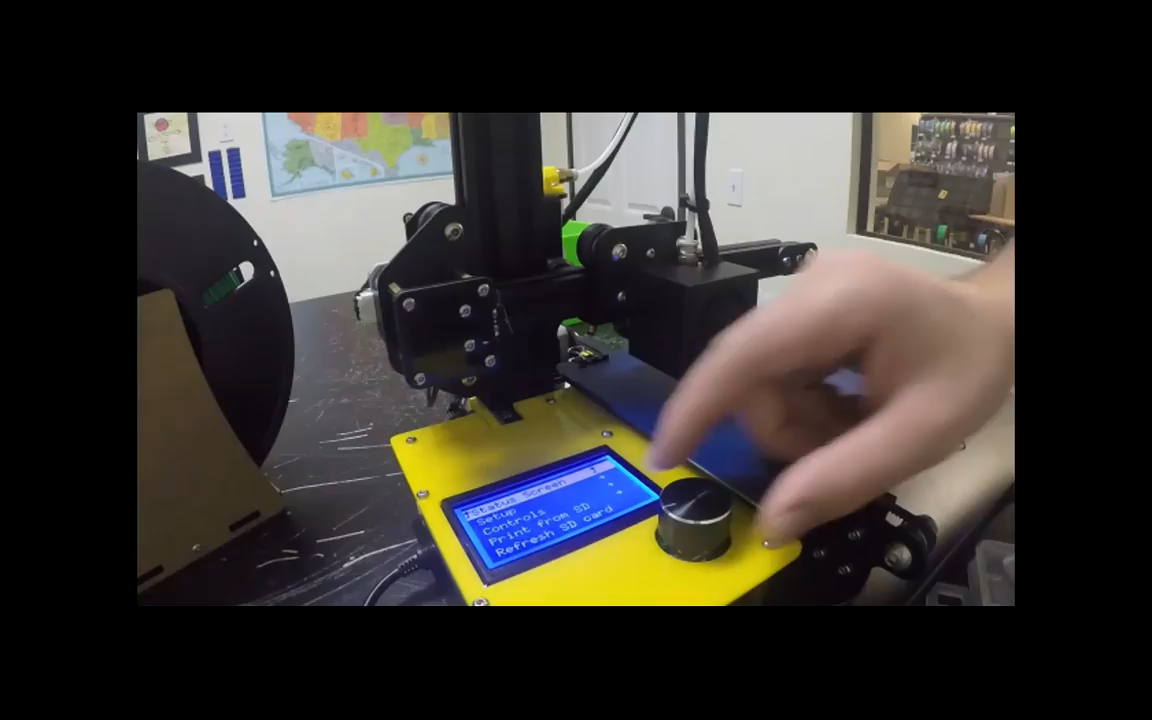 Status Screen
Setup
Controls
Print from SD
Refresh SD card